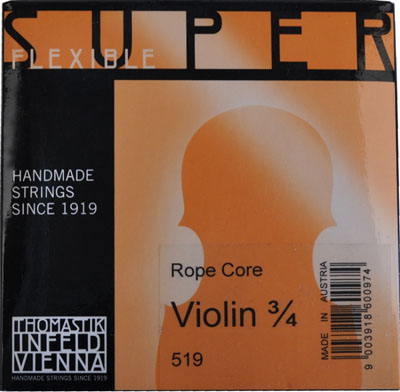 SUPER
FLEXIBLE
HANDMADE
STRINGS
SINCE 1919
Rope Core
Violin ¾
519
MADE IN AUSTRIA
9 003918 600974
THOMASTIK
INFELD
VIENNA
HANDMADE STRINGS SINCE 1919